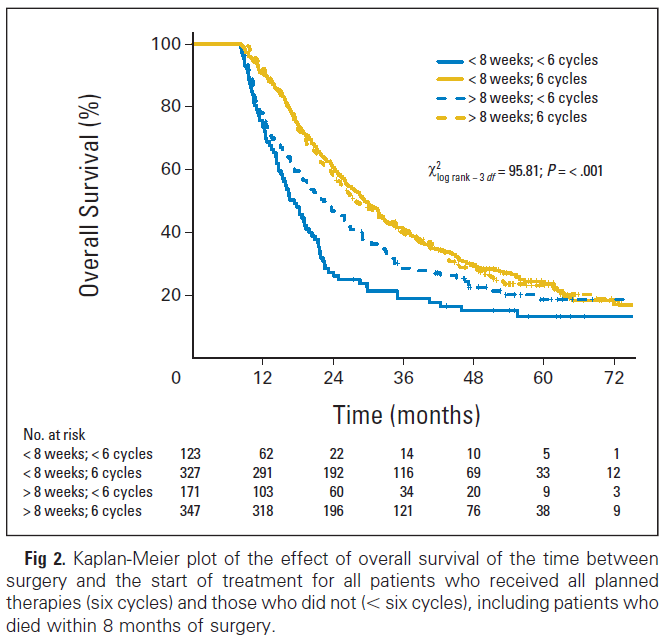 100
80
60
40
20
Overall Survival (%)
< 8 weeks; < 6 cycles
< 8 weeks; 6 cycles
> 8 weeks; < 6 cycles
> 8 weeks; 6 cycles
χ²log rank – 3 df = 95.81; P = < .001
0 12 24 36 48 60 72
Time (months)
No. at risk
< 8 weeks; < 6 cycles 123 62 22 14 10 5 1
< 8 weeks; 6 cycles 327 291 192 116 69 33 12
> 8 weeks; < 6 cycles 171 103 60 34 20 9 3
> 8 weeks; 6 cycles 347 318 196 121 76 38 9
Fig 2. Kaplan-Meier plot of the effect of overall survival of the time between
surgery and the start of treatment for all patients who received all planned
therapies (six cycles) and those who did not (< six cycles), including patients who
died within 8 months of surgery.